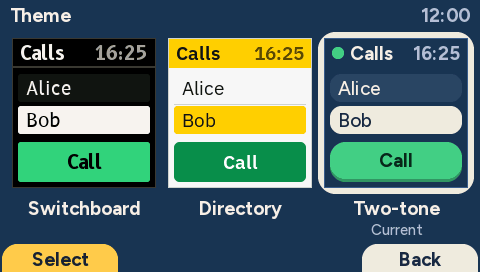 Theme 12:00
Calls 16:25
Alice
Bob
Call
Switchboard
Calls 16:25
Alice
Bob
Call
Directory
Calls 16:25
Alice
Bob
Call
Two-tone
Current
Select Back